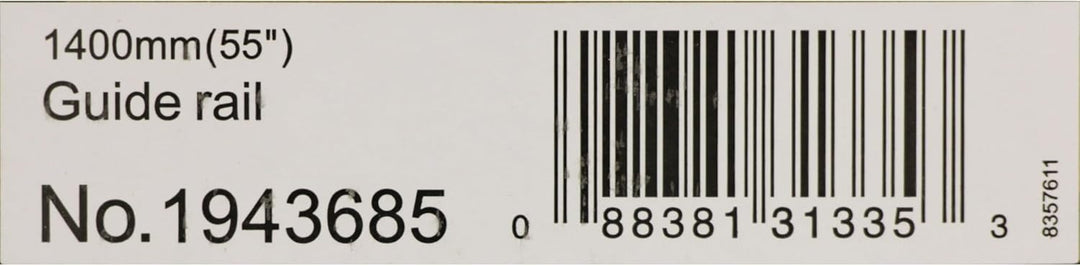 1400mm(55")
Guide rail
No.1943685
0 88381 31335 3
8357611